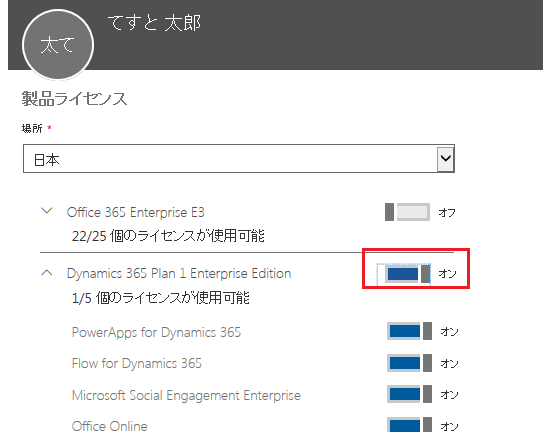 てすと 太郎
太て
製品ライセンス
場所 *
日本
Office 365 Enterprise E3 オフ
22/25 個のライセンスが使用可能
Dynamics 365 Plan 1 Enterprise Edition オン
1/5 個のライセンスが使用可能
PowerApps for Dynamics 365 オン
Flow for Dynamics 365 オン
Microsoft Social Engagement Enterprise オン
Office Online オン